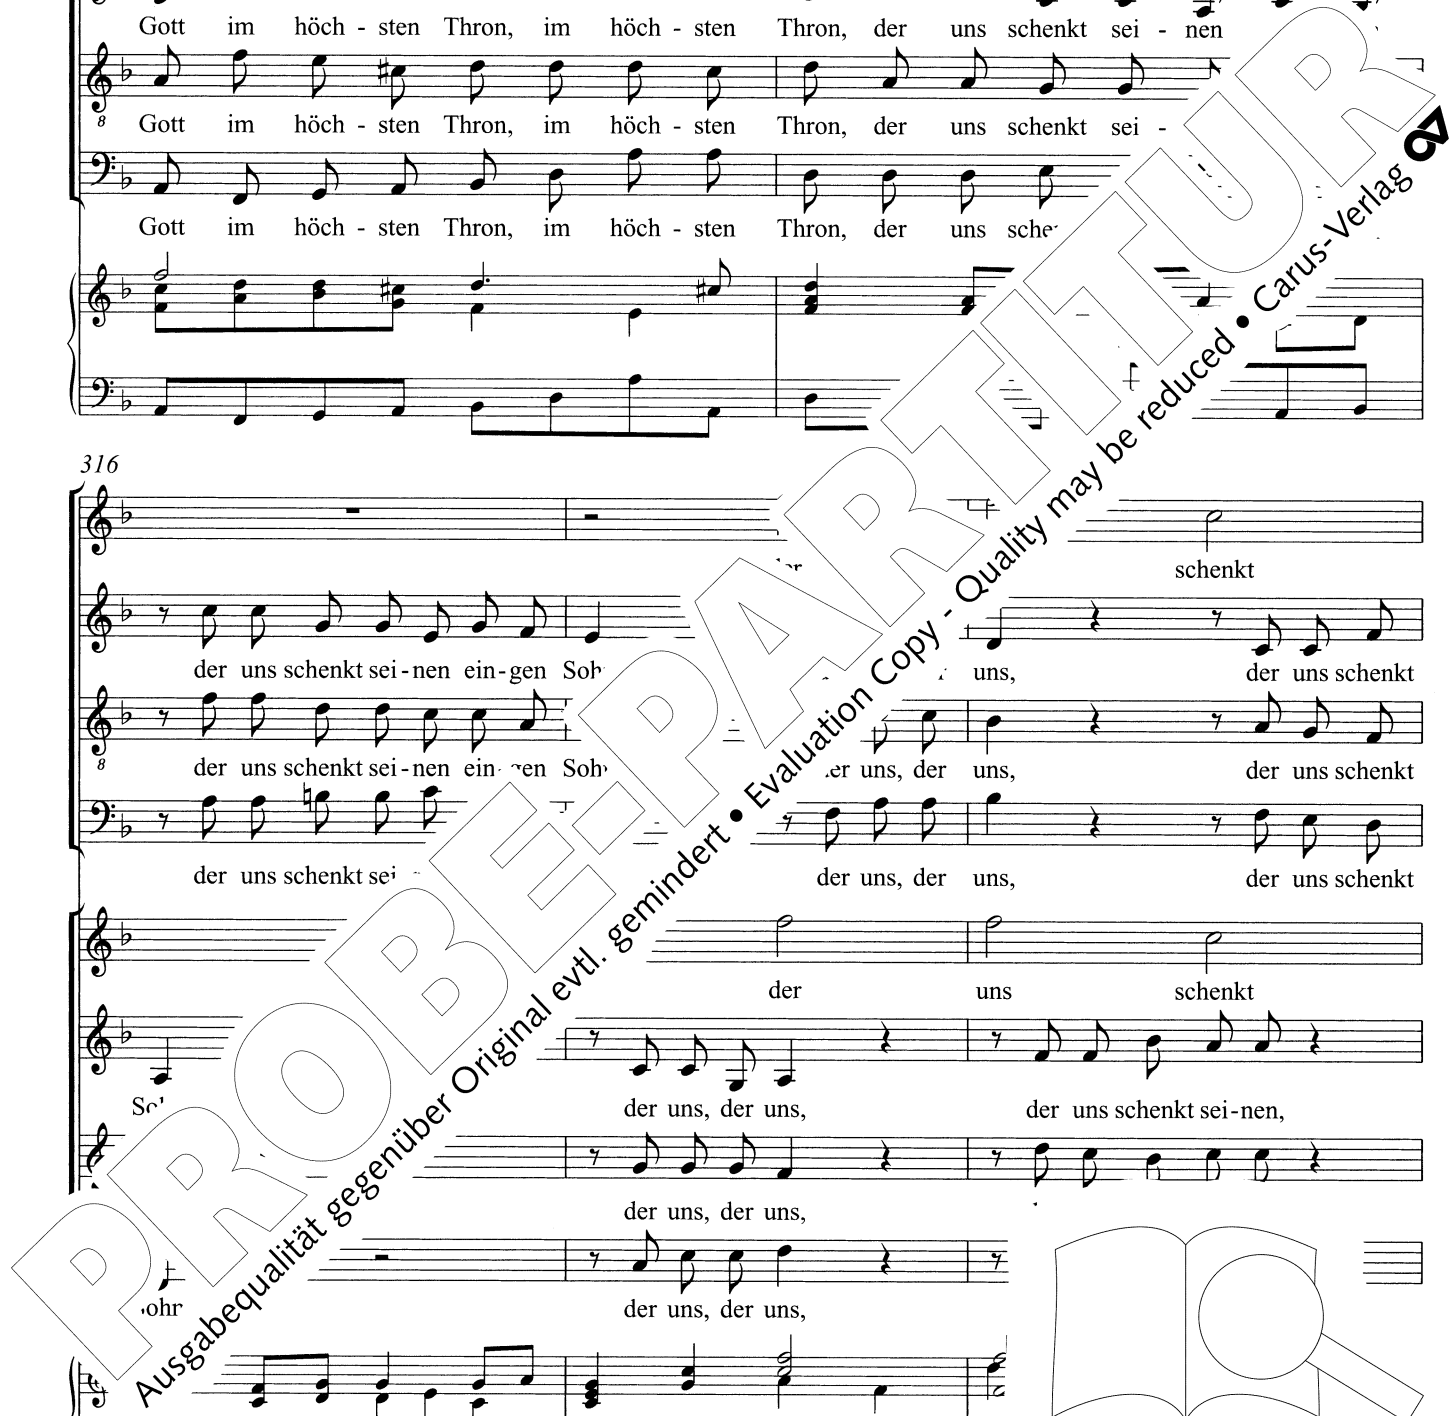 Gott im höch - sten Thron, im höch - sten Thron, der uns schenkt sei - nen
8
Gott im höch - sten Thron, im höch - sten Thron, der uns schenkt sei -
Gott im höch - sten Thron, im höch - sten Thron, der uns
316
schenkt
der uns schenkt sei - nen ein - gen uns, der uns schenkt
8
der uns schenkt sei - nen ein - gen uns, der uns, der uns schenkt
der uns schenkt der uns, der uns, der uns schenkt
der uns schenkt
der uns, der uns, der uns schenkt sei - nen,
der uns, der uns,
der uns, der uns,
PROBE-PARTITUR
Ausgabequalität gegenüber Original evtl. gemindert • Evaluation Copy - Quality may be reduced • Carus-Verlag